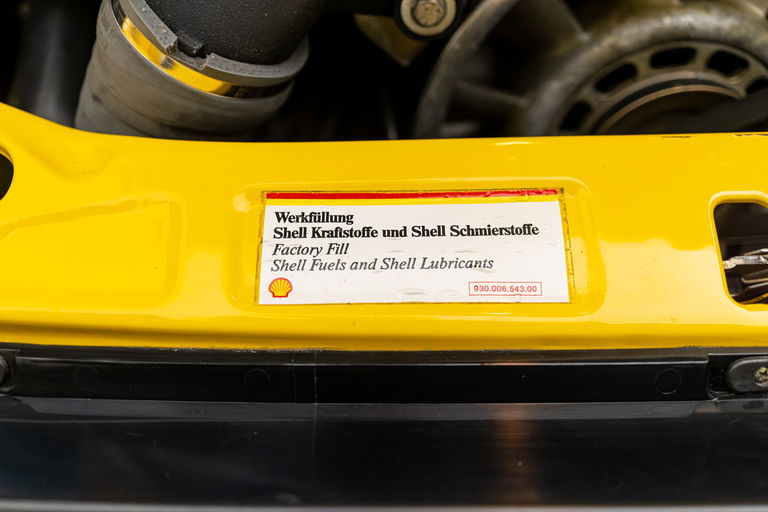 Werkfüllung
Shell Kraftstoffe und Shell Schmierstoffe
Factory Fill
Shell Fuels and Shell Lubricants
930.006.543.00